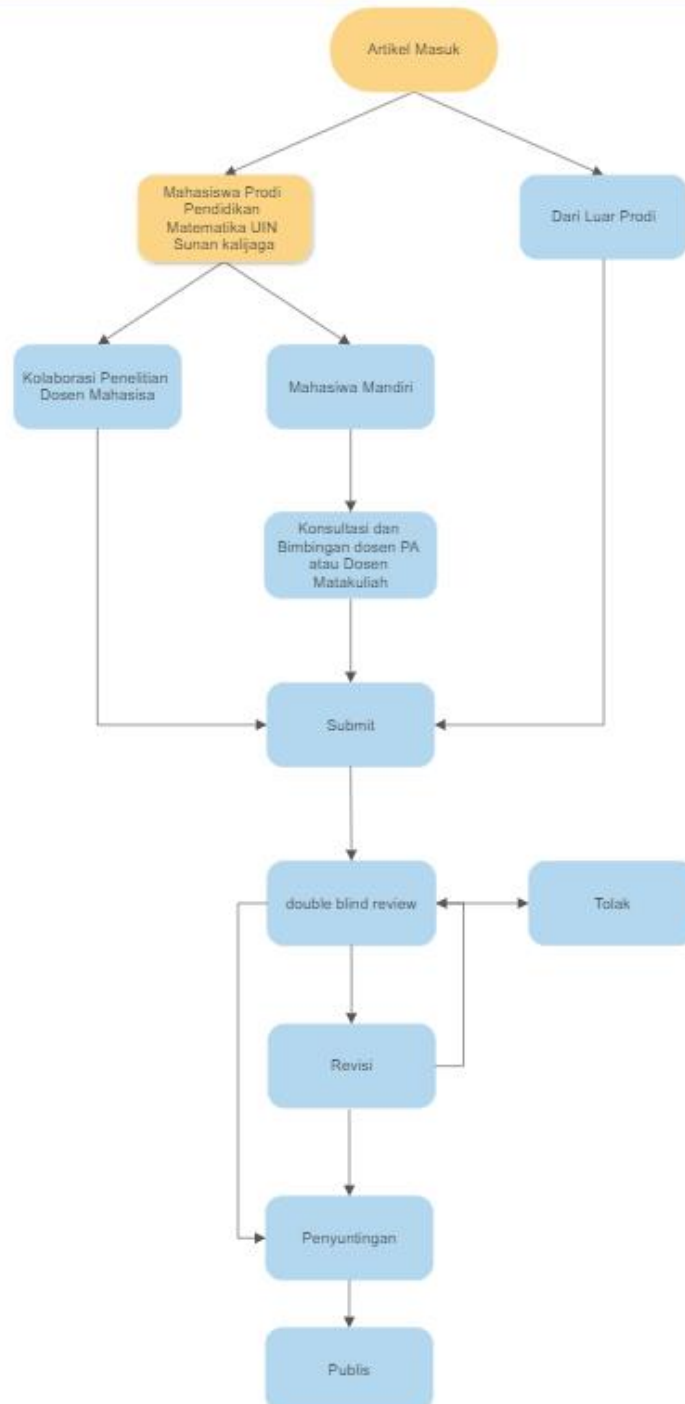 Artikel Masuk
Mahasiswa Prodi
Pendidikan
Matematika UIN
Sunan kalijaga
Dari Luar Prodi
Kolaborasi Penelitian
Dosen Mahasisa
Mahasiwa Mandiri
Konsultasi dan
Bimbingan dosen PA
atau Dosen
Matakuliah
Submit
double blind review
Tolak
Revisi
Penyuntingan
Publis